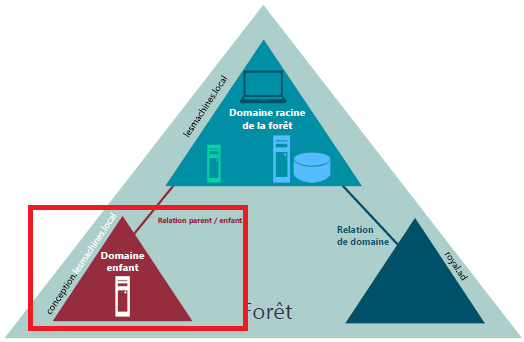 lesmachines.local
Domaine racine
de la forêt
Relation parent / enfant
conception.lesmachines.local
Domaine
enfant
Relation
de domaine
royal.ad
Forêt